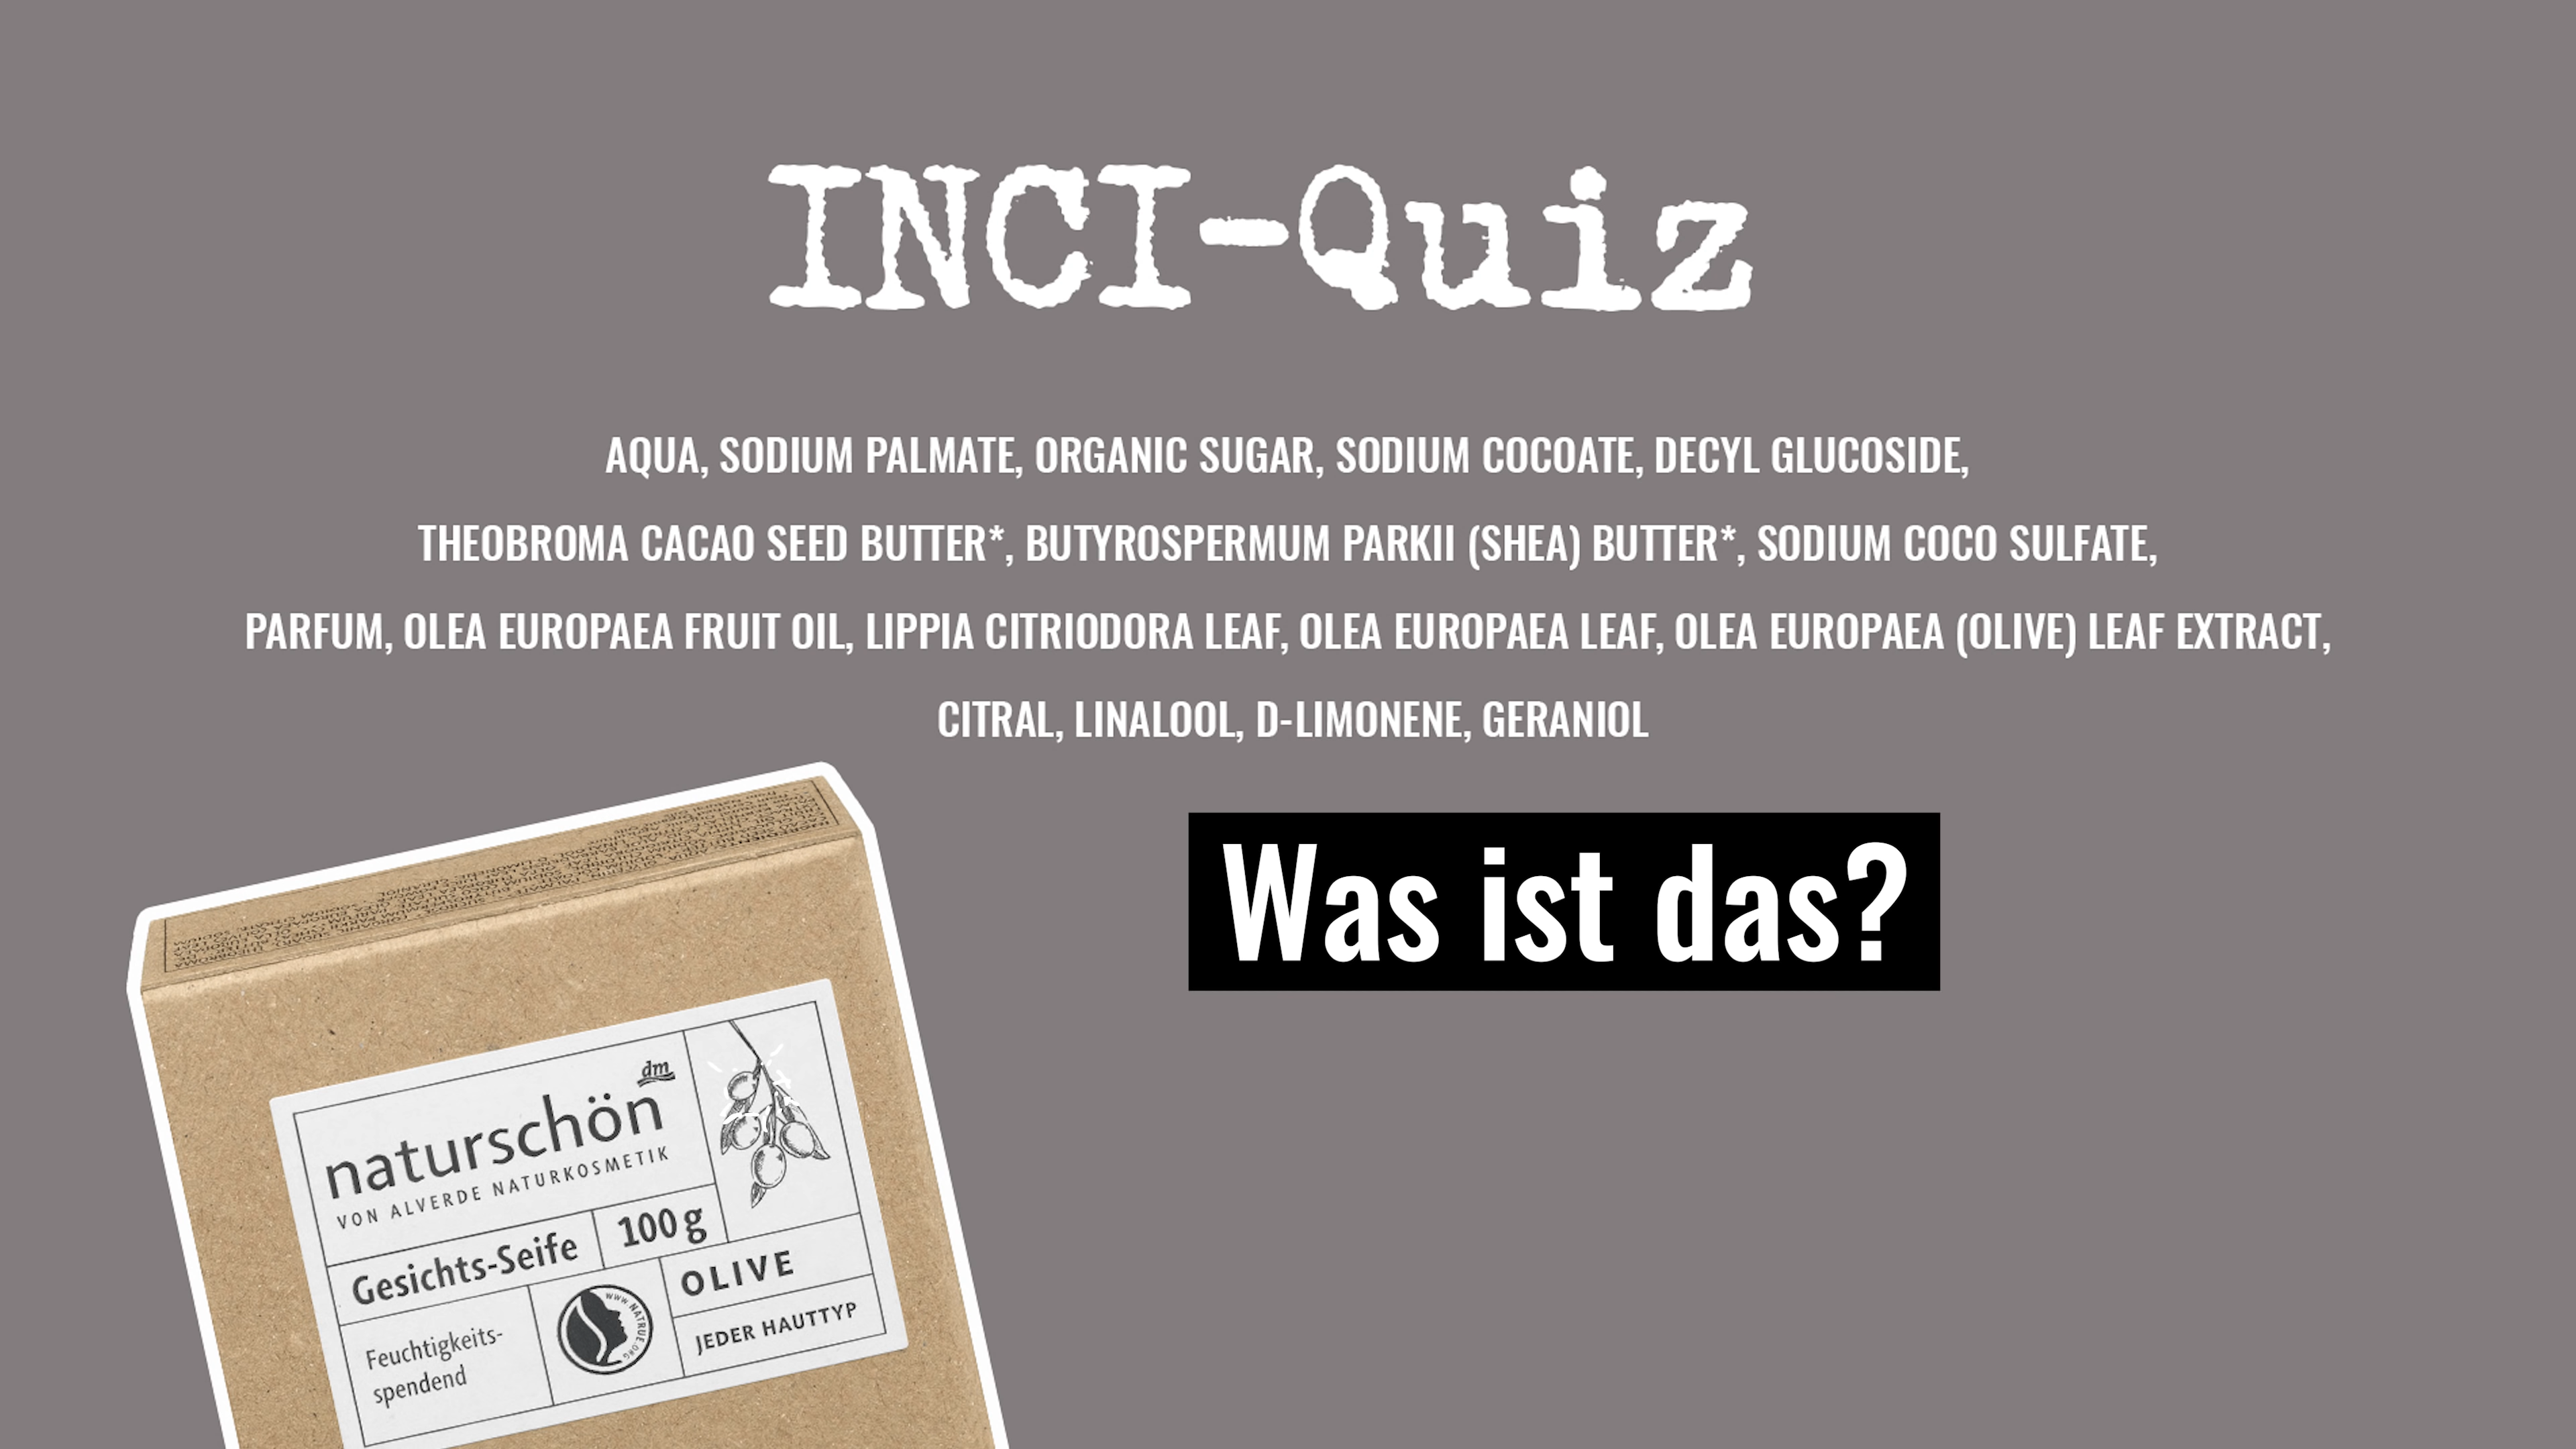 INCI-Quiz
AQUA, SODIUM PALMATE, ORGANIC SUGAR, SODIUM COCOATE, DECYL GLUCOSIDE,
THEOBROMA CACAO SEED BUTTER*, BUTYROSPERMUM PARKII (SHEA) BUTTER*, SODIUM COCO SULFATE,
PARFUM, OLEA EUROPAEA FRUIT OIL, LIPPIA CITRIODORA LEAF, OLEA EUROPAEA LEAF, OLEA EUROPAEA (OLIVE) LEAF EXTRACT,
CITRAL, LINALOOL, D-LIMONENE, GERANIOL
Was ist das?
dm
naturschön
VON ALVERDE NATURKOSMETIK
Gesichts-Seife
100 g
OLIVE
Feuchtigkeits-
spendend
WWW.NATRUE.ORG
JEDER HAUTTYP